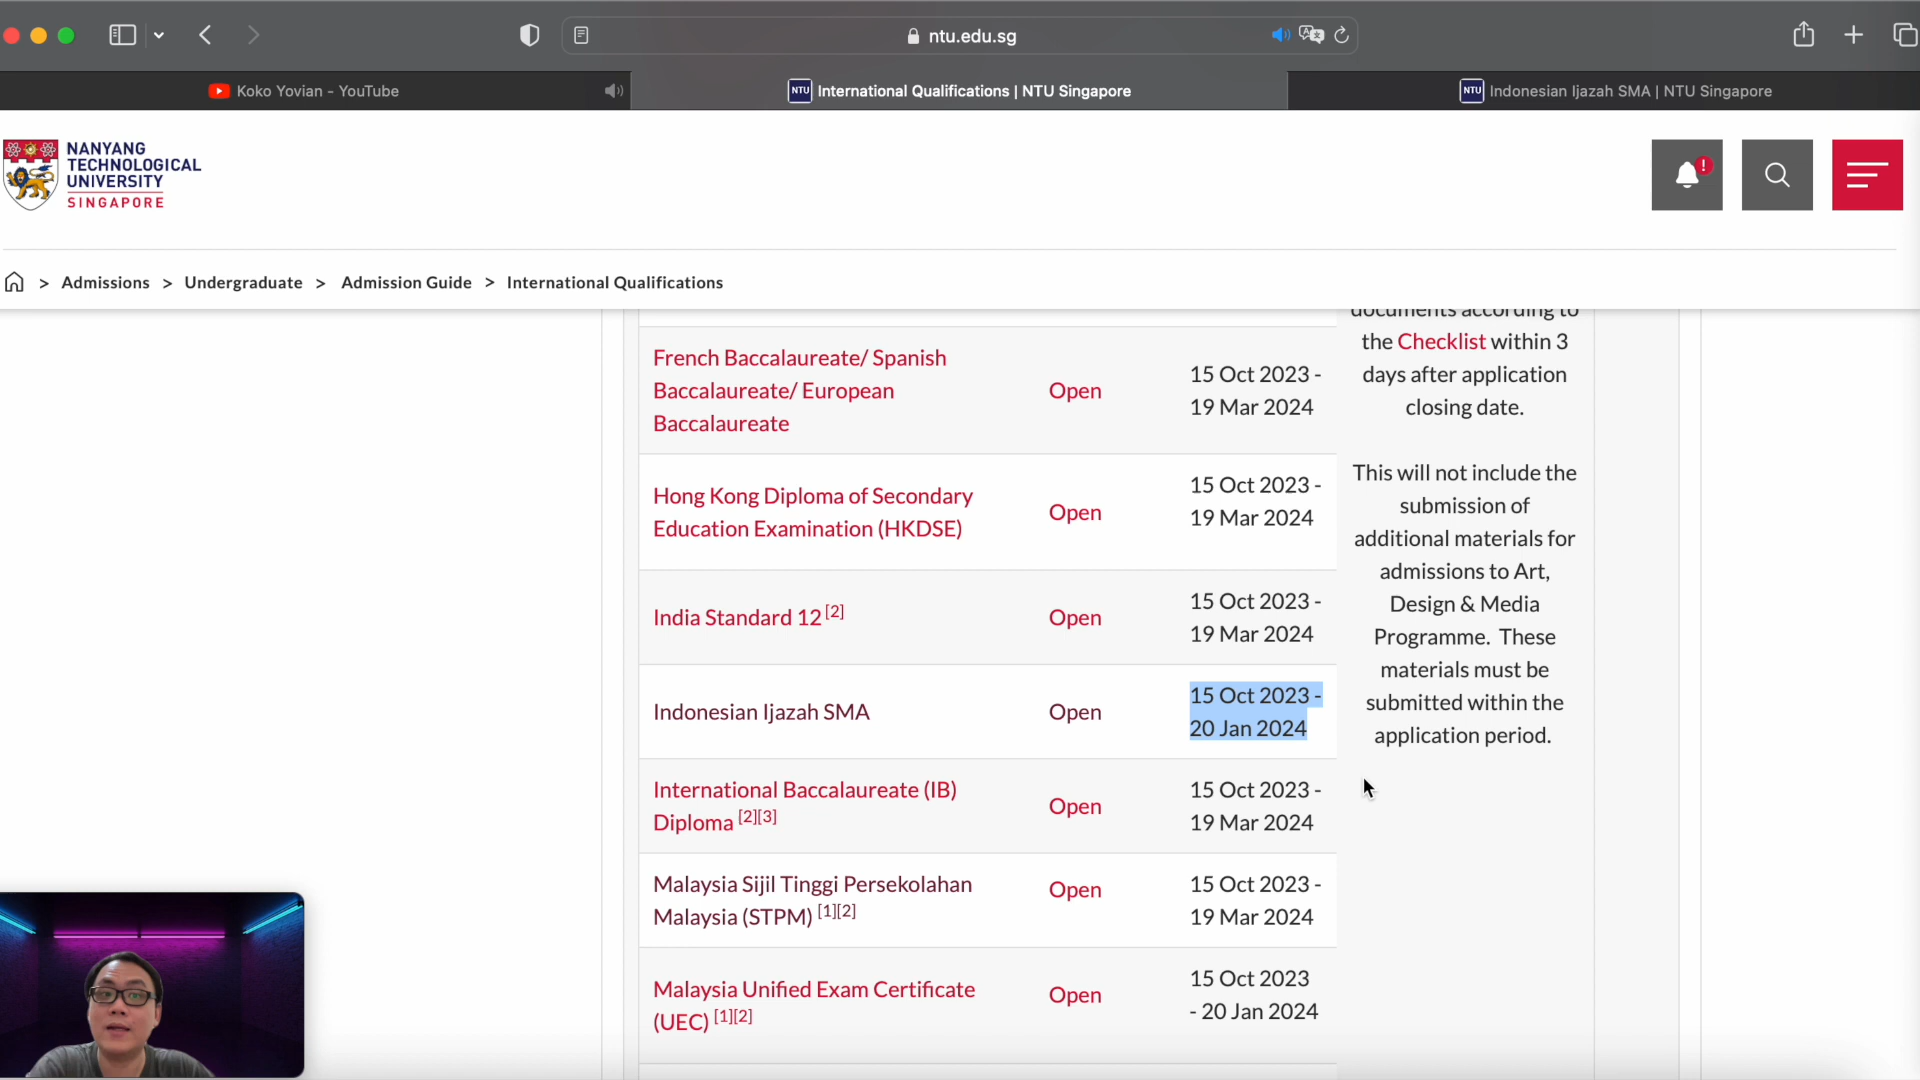 ntu.edu.sg
Koko Yovian - YouTube
NTU International Qualifications | NTU Singapore
NTU Indonesian Ijazah SMA | NTU Singapore
NANYANG
TECHNOLOGICAL
UNIVERSITY
SINGAPORE
> Admissions > Undergraduate > Admission Guide > International Qualifications
French Baccalaureate/ Spanish
Baccalaureate/ European
Baccalaureate
Open
15 Oct 2023 -
19 Mar 2024
Hong Kong Diploma of Secondary
Education Examination (HKDSE)
Open
15 Oct 2023 -
19 Mar 2024
India Standard 12 [2]
Open
15 Oct 2023 -
19 Mar 2024
Indonesian Ijazah SMA
Open
15 Oct 2023 -
20 Jan 2024
International Baccalaureate (IB)
Diploma [2][3]
Open
15 Oct 2023 -
19 Mar 2024
Malaysia Sijil Tinggi Persekolahan
Malaysia (STPM) [1][2]
Open
15 Oct 2023 -
19 Mar 2024
Malaysia Unified Exam Certificate
(UEC) [1][2]
Open
15 Oct 2023
- 20 Jan 2024
documents according to
the Checklist within 3
days after application
closing date.
This will not include the
submission of
additional materials for
admissions to Art,
Design & Media
Programme. These
materials must be
submitted within the
application period.